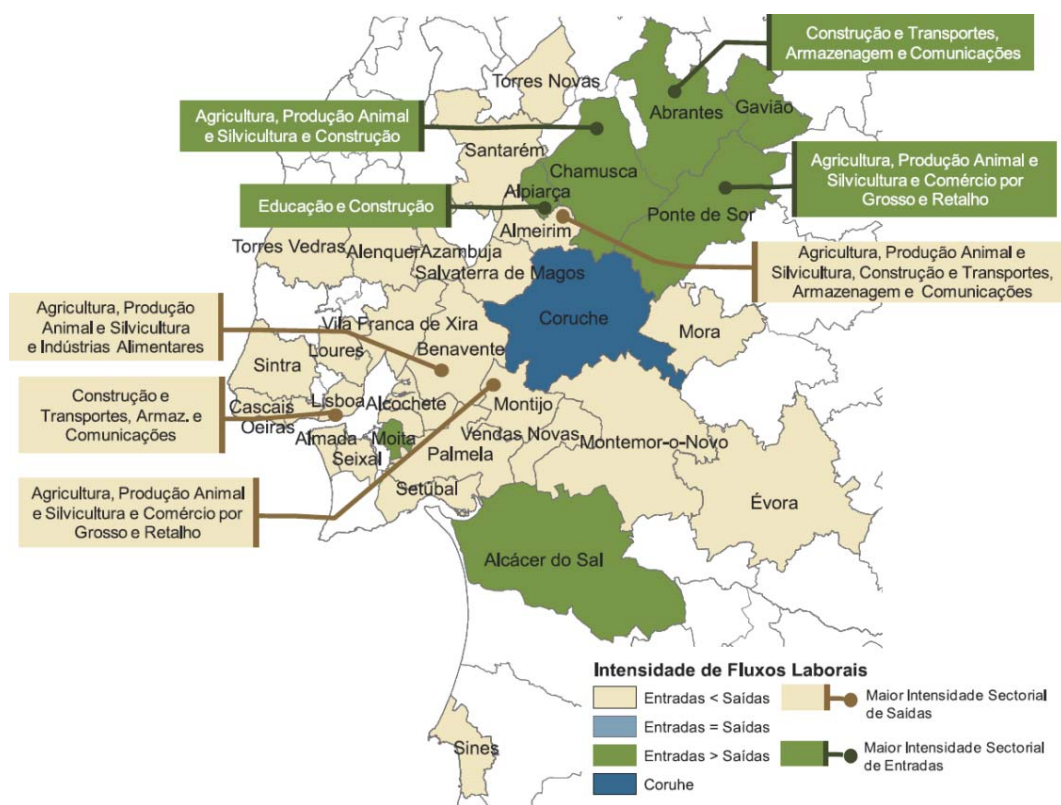 Construção e Transportes,
Armazenagem e Comunicações
Torres Novas
Abrantes
Gavião
Agricultura, Produção Animal
e Silvicultura e Construção
Santarém
Chamusca
Agricultura, Produção Animal e
Silvicultura e Comércio por
Grosso e Retalho
Alpiarça
Educação e Construção
Ponte de Sor
Almeirim
Torres Vedras
Alenquer
Azambuja
Salvaterra de Magos
Agricultura, Produção Animal e
Silvicultura, Construção e Transportes,
Armazenagem e Comunicações
Agricultura, Produção
Animal e Silvicultura
e Indústrias Alimentares
Vila Franca de Xira
Coruche
Mora
Loures
Benavente
Sintra
Construção e
Transportes, Armaz. e
Comunicações
Cascais
Lisboa
Alcochete
Montijo
Oeiras
Almada
Moita
Vendas Novas
Montemor-o-Novo
Seixal
Palmela
Agricultura, Produção Animal
e Silvicultura e Comércio por
Grosso e Retalho
Setúbal
Évora
Alcácer do Sal
Sines
Intensidade de Fluxos Laborais
Entradas < Saídas
Entradas = Saídas
Entradas > Saídas
Coruhe
Maior Intensidade Sectorial
de Saídas
Maior Intensidade Sectorial
de Entradas